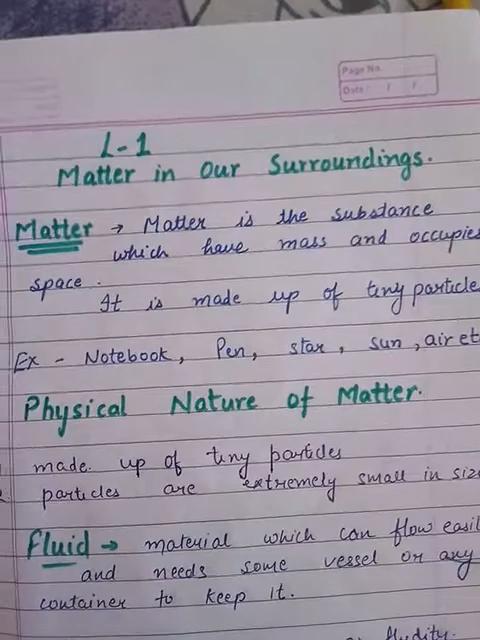 Page No.
Date: / /
L-1
Matter in Our Surroundings.
Matter → Matter is the substance
which have mass and occupies
space.
It is made up of tiny particle
Ex - Notebook, Pen, star, sun, air et
Physical Nature of Matter.
made up of tiny particles
particles are extremely small in size
Fluid → material which can flow easil
and needs some vessel or any
container to keep it.
fludity.